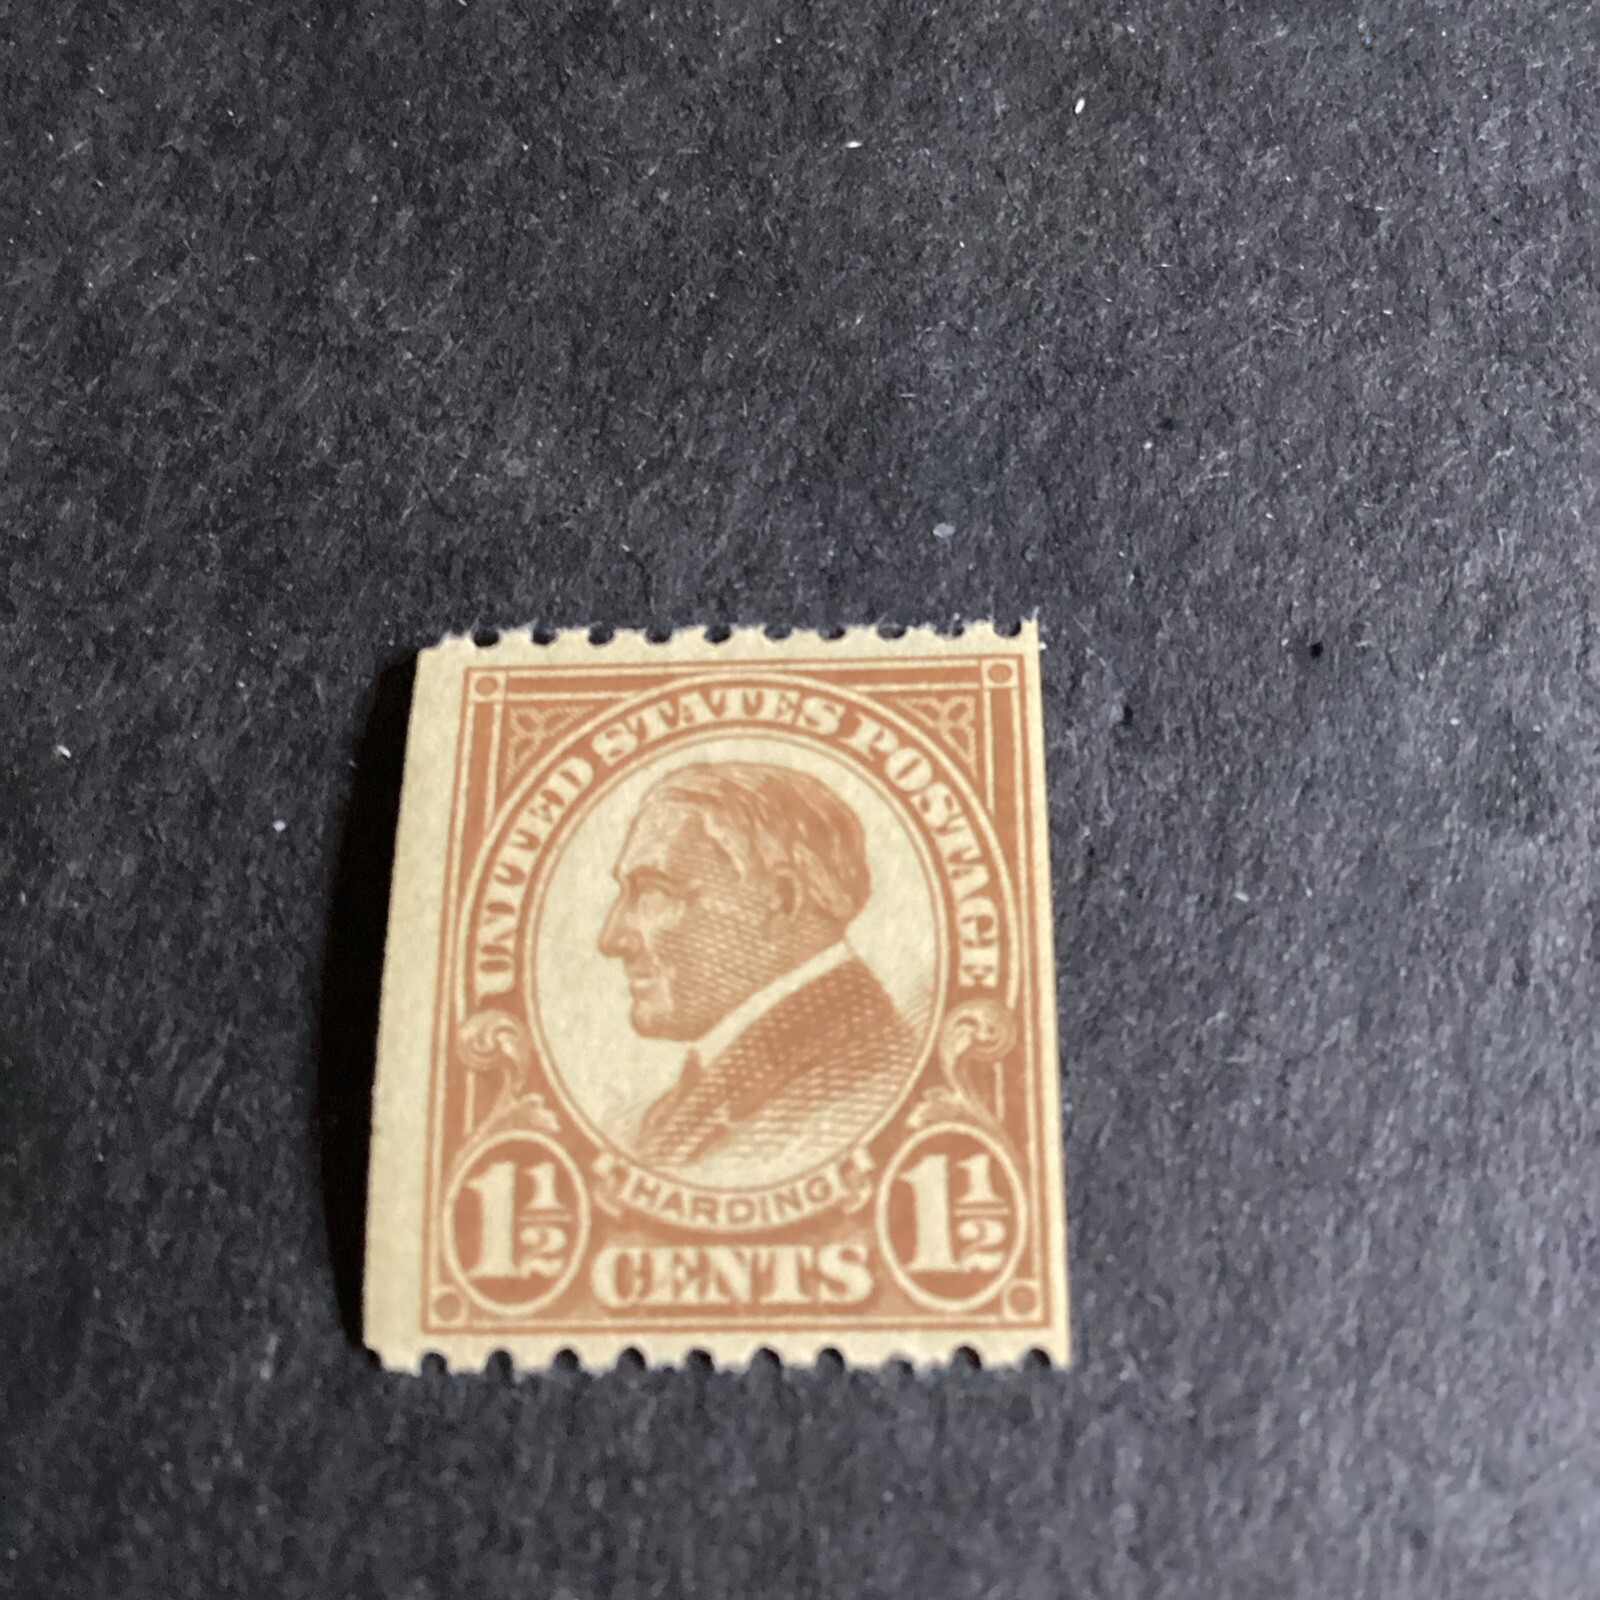 UNITED STATES POSTAGE
HARDING
1½ CENTS 1½